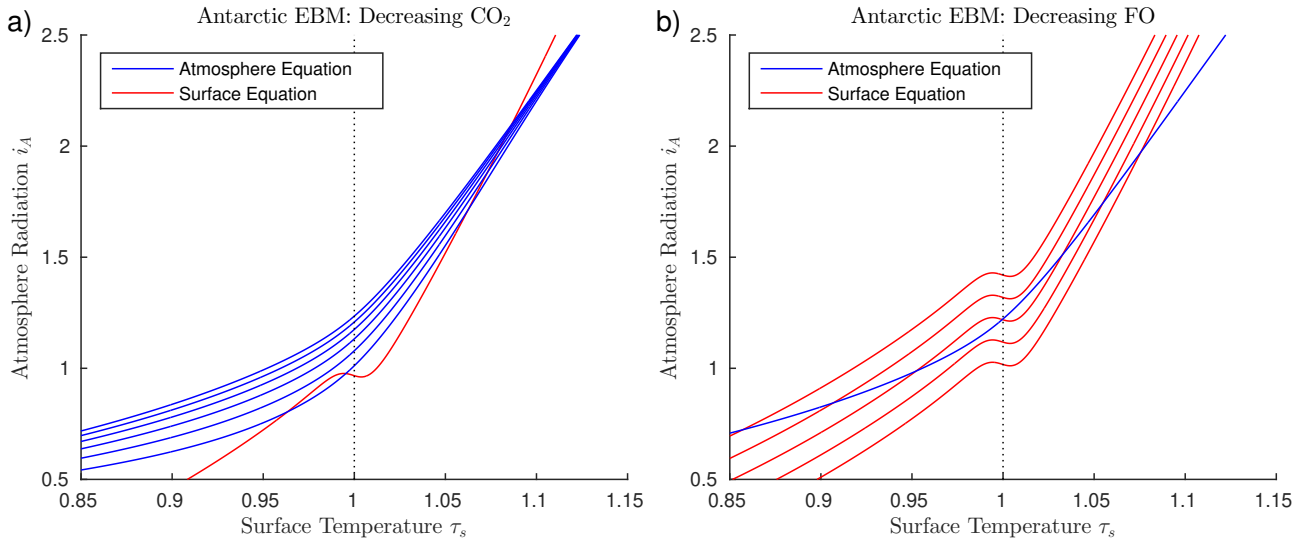 a)
Antarctic EBM: Decreasing CO₂
2.5
2
1.5
1
0.5
Atmosphere Radiation i_A
Atmosphere Equation
Surface Equation
0.85
0.9
0.95
1
1.05
1.1
1.15
Surface Temperature τ_s
b)
Antarctic EBM: Decreasing FO
2.5
2
1.5
1
0.5
Atmosphere Radiation i_A
Atmosphere Equation
Surface Equation
0.85
0.9
0.95
1
1.05
1.1
1.15
Surface Temperature τ_s